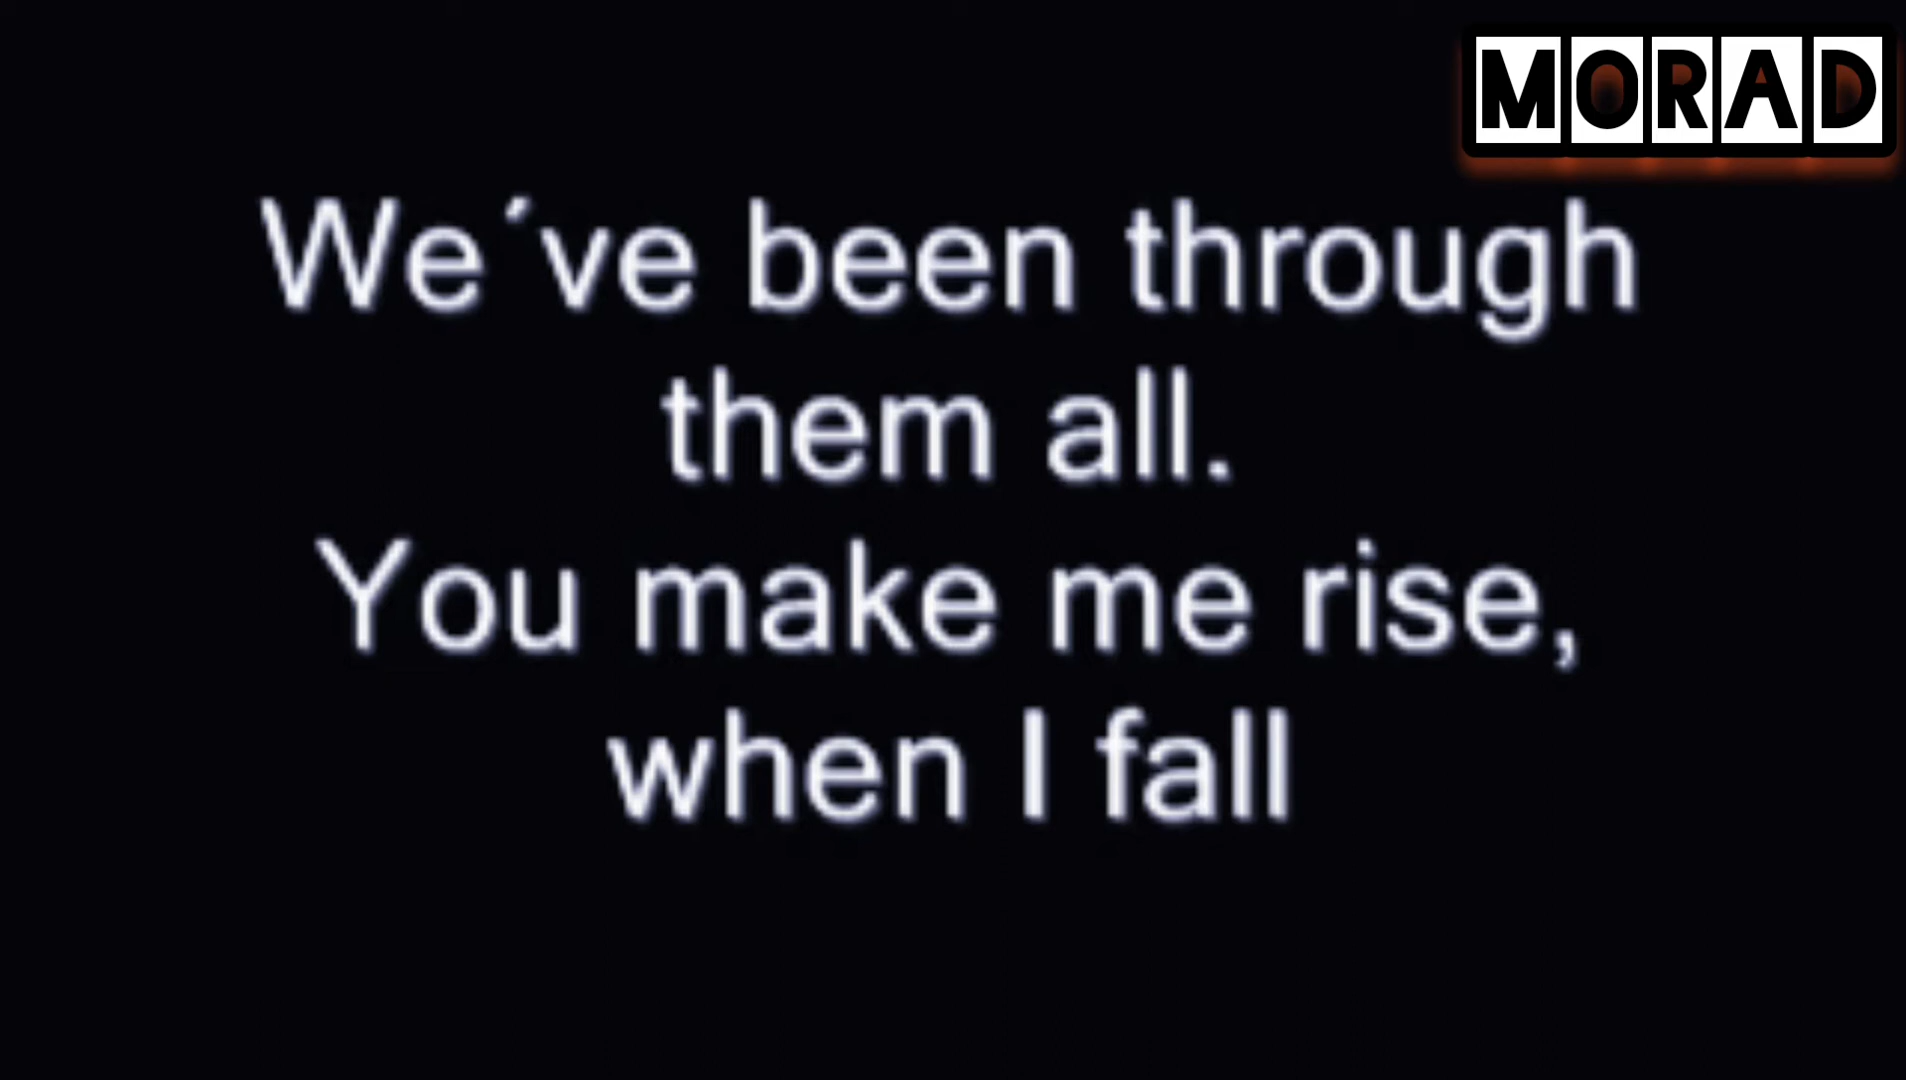 MORAD
We´ve been through
them all.
You make me rise,
when I fall